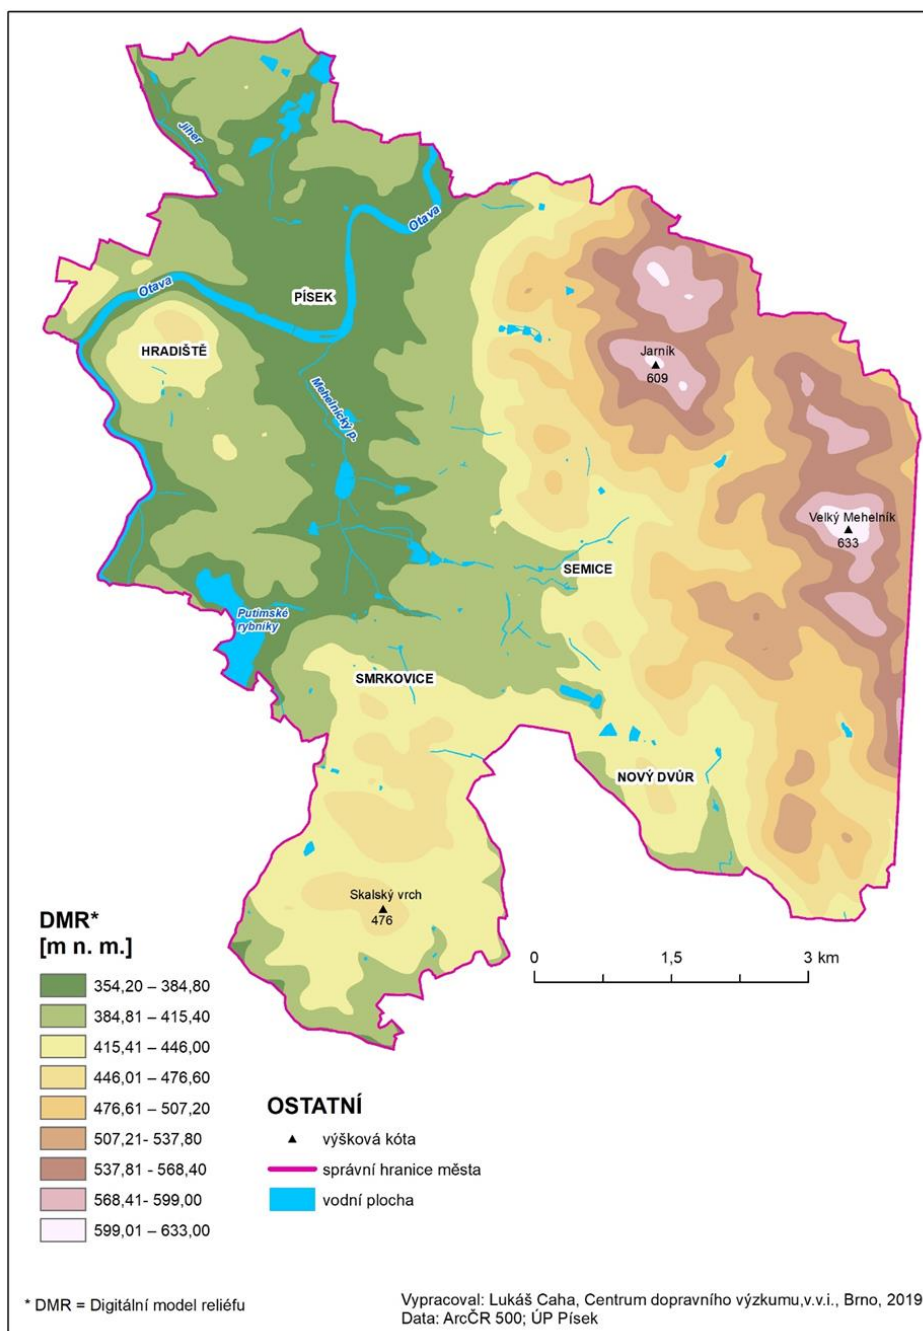 Jiher
Otava
Otava
PÍSEK
HRADIŠTĚ
Jarník
609
Mehelnický p.
Velký Mehelník
633
SEMICE
Putimské
rybníky
SMRKOVICE
NOVÝ DVŮR
Skalský vrch
476
DMR*
[m n. m.]
354,20 – 384,80
384,81 – 415,40
415,41 – 446,00
446,01 – 476,60
476,61 – 507,20
507,21- 537,80
537,81 - 568,40
568,41- 599,00
599,01 – 633,00
0 1,5 3 km
OSTATNÍ
výšková kóta
správní hranice města
vodní plocha
* DMR = Digitální model reliéfu
Vypracoval: Lukáš Caha, Centrum dopravního výzkumu,v.v.i., Brno, 2019
Data: ArcČR 500; ÚP Písek